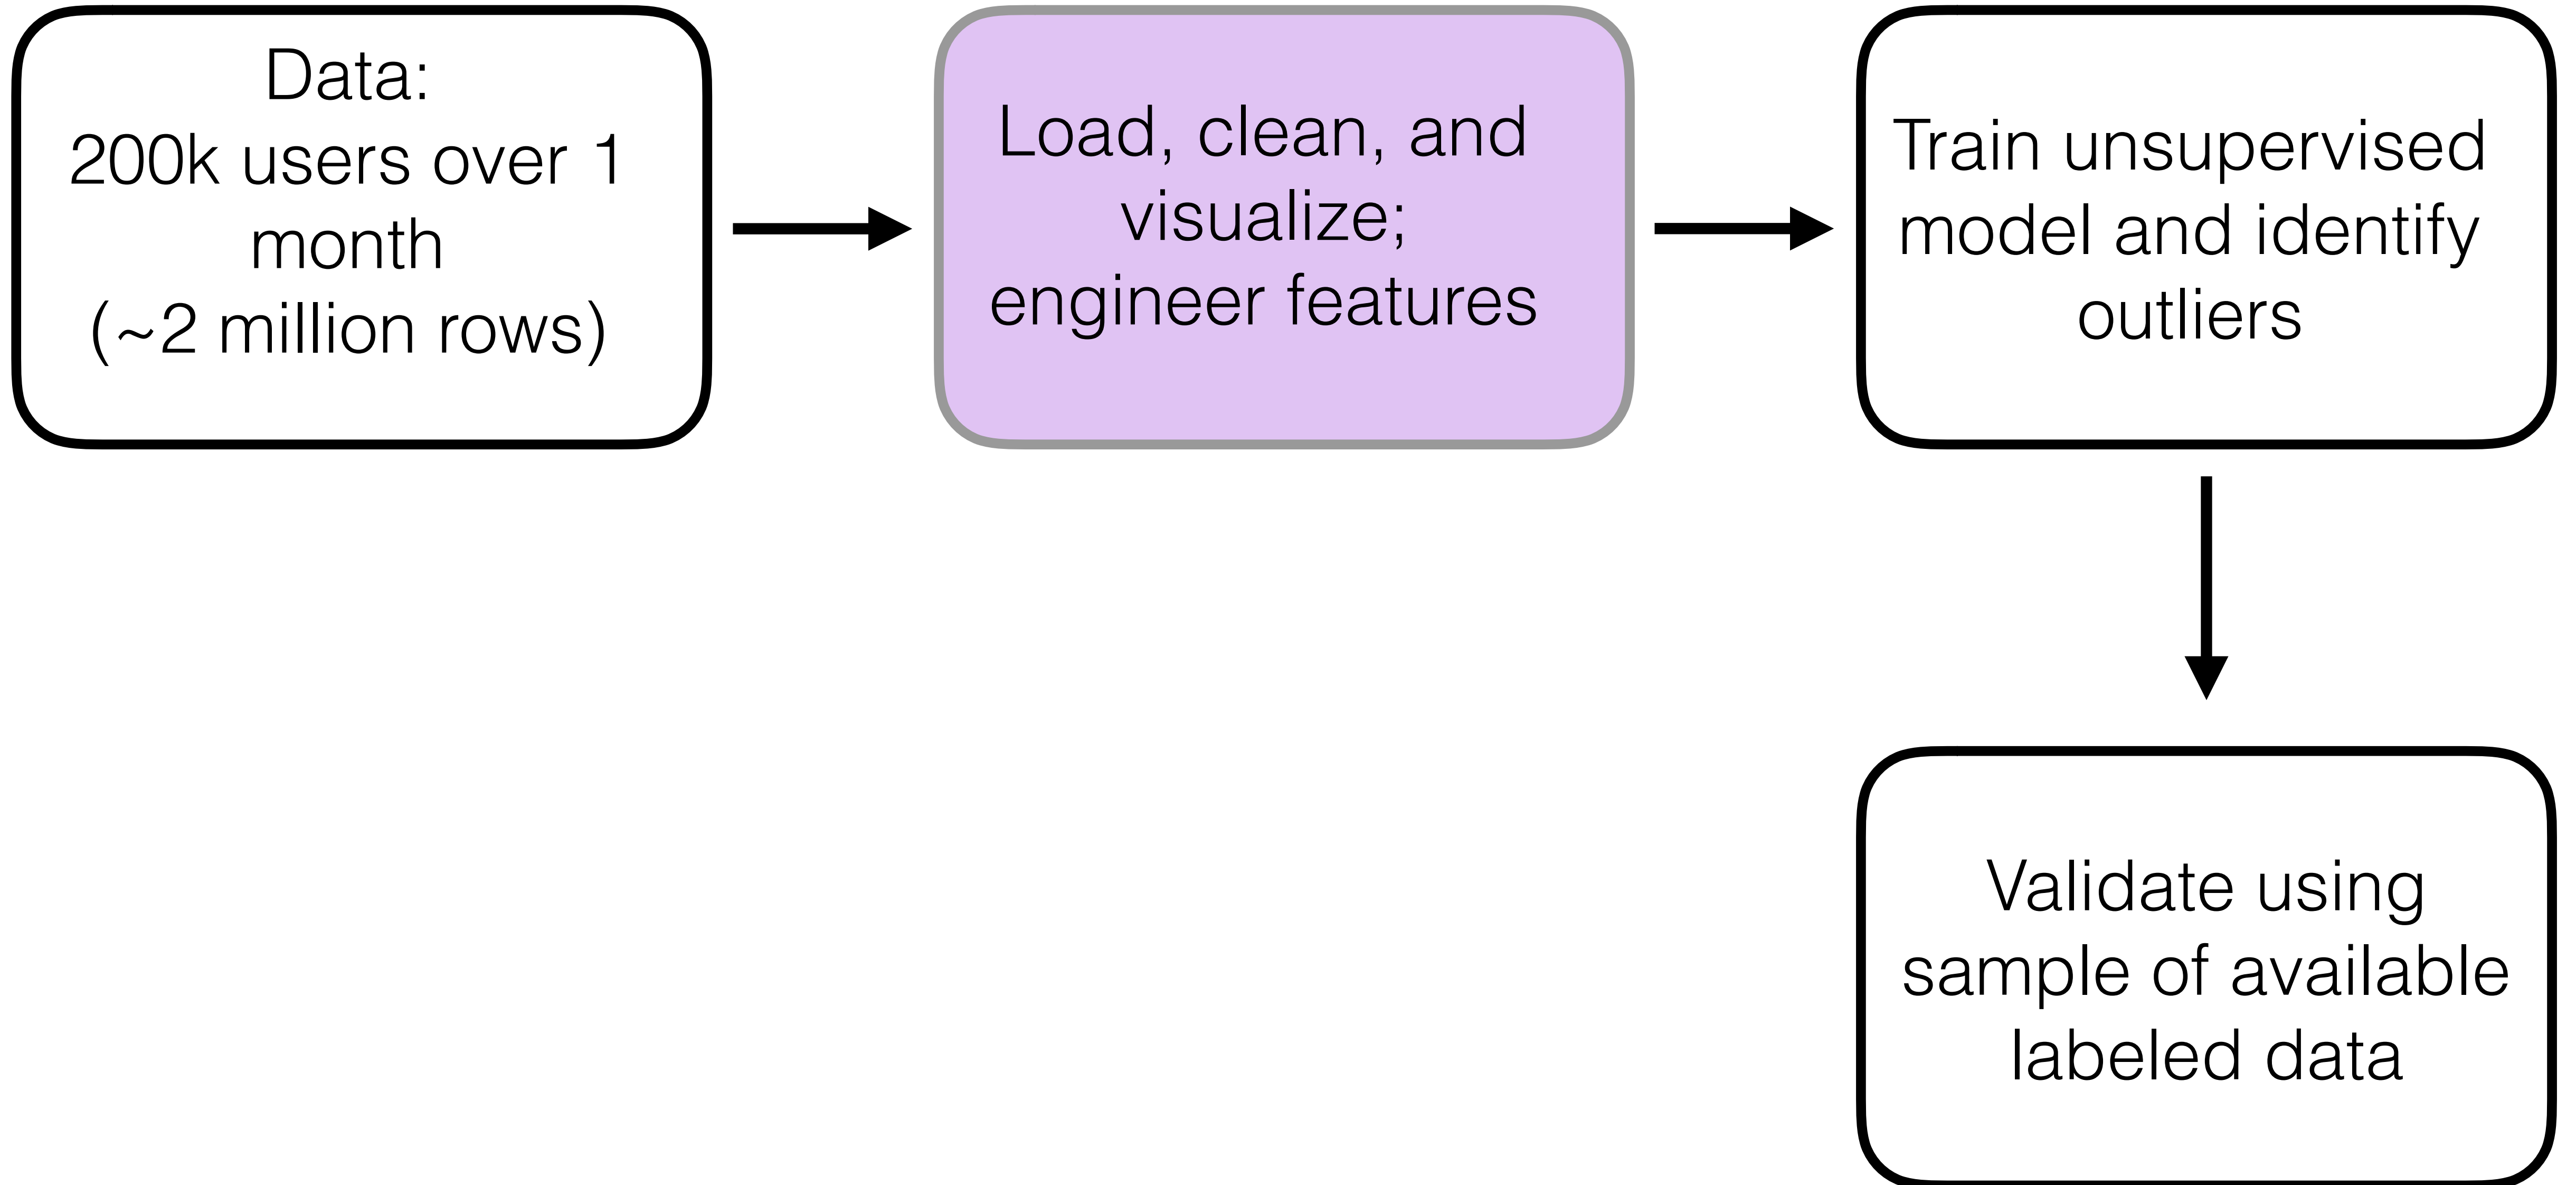 Data:
200k users over 1
month
(~2 million rows)
Load, clean, and
visualize;
engineer features
Train unsupervised
model and identify
outliers
Validate using
sample of available
labeled data